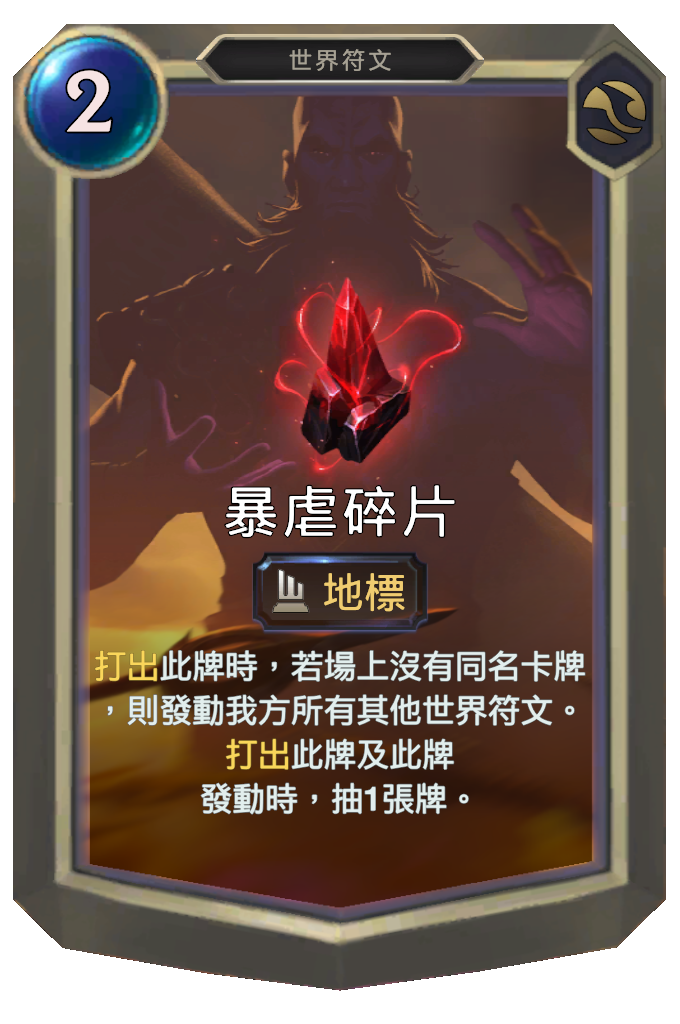 世界符文
2
暴虐碎片
地標
打出此牌時，若場上沒有同名卡牌
，則發動我方所有其他世界符文。
打出此牌及此牌
發動時，抽1張牌。